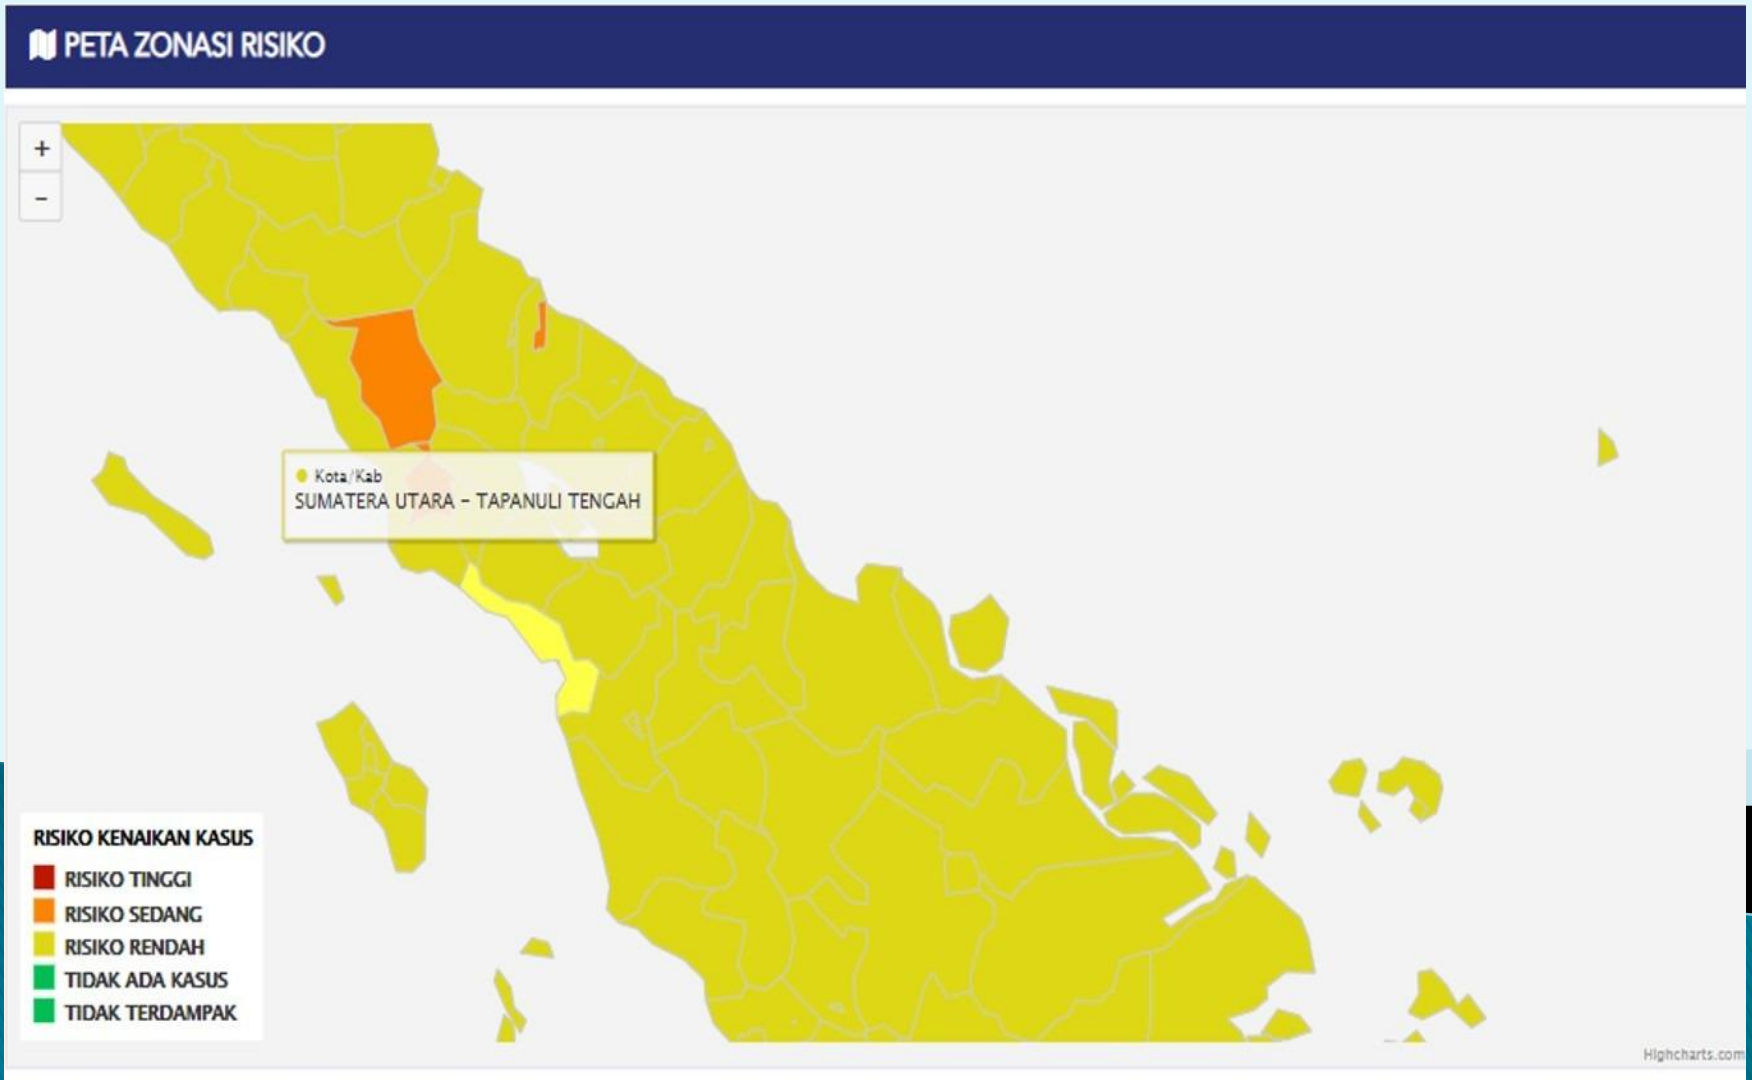 PETA ZONASI RISIKO
+
-
Kota/Kab
SUMATERA UTARA - TAPANULI TENGAH
RISIKO KENAIKAN KASUS
RISIKO TINGGI
RISIKO SEDANG
RISIKO RENDAH
TIDAK ADA KASUS
TIDAK TERDAMPAK
Highcharts.com